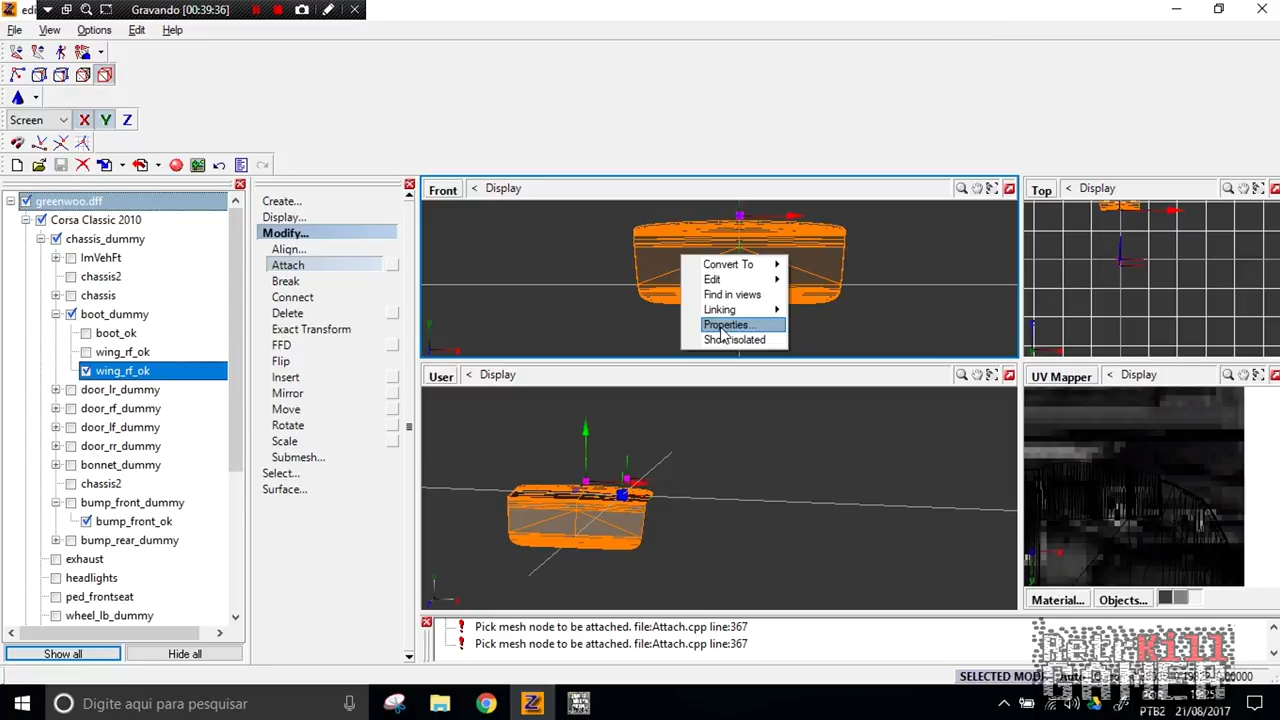 edi
Gravando [00:39:36]
File View Options Edit Help
Screen X Y Z
greenwoo.dff
Corsa Classic 2010
chassis_dummy
ImVehFt
chassis2
chassis
boot_dummy
boot_ok
wing_rf_ok
wing_rf_ok
door_lr_dummy
door_rf_dummy
door_lf_dummy
door_rr_dummy
bonnet_dummy
chassis2
bump_front_dummy
bump_front_ok
bump_rear_dummy
exhaust
headlights
ped_frontseat
wheel_lb_dummy
Show all Hide all
Create...
Display...
Modify...
Align...
Attach
Break
Connect
Delete
Exact Transform
FFD
Flip
Insert
Mirror
Move
Rotate
Scale
Submesh...
Select...
Surface...
Front < Display
Convert To
Edit
Find in views
Linking
Properties...
Show isolated
Top < Display
User < Display
UV Mapper < Display
Material... Objects...
Pick mesh node to be attached. file:Attach.cpp line:367
Pick mesh node to be attached. file:Attach.cpp line:367
SELECTED MOD
RetroKill
GAMER
Digite aqui para pesquisar
PTB2 21/08/2017